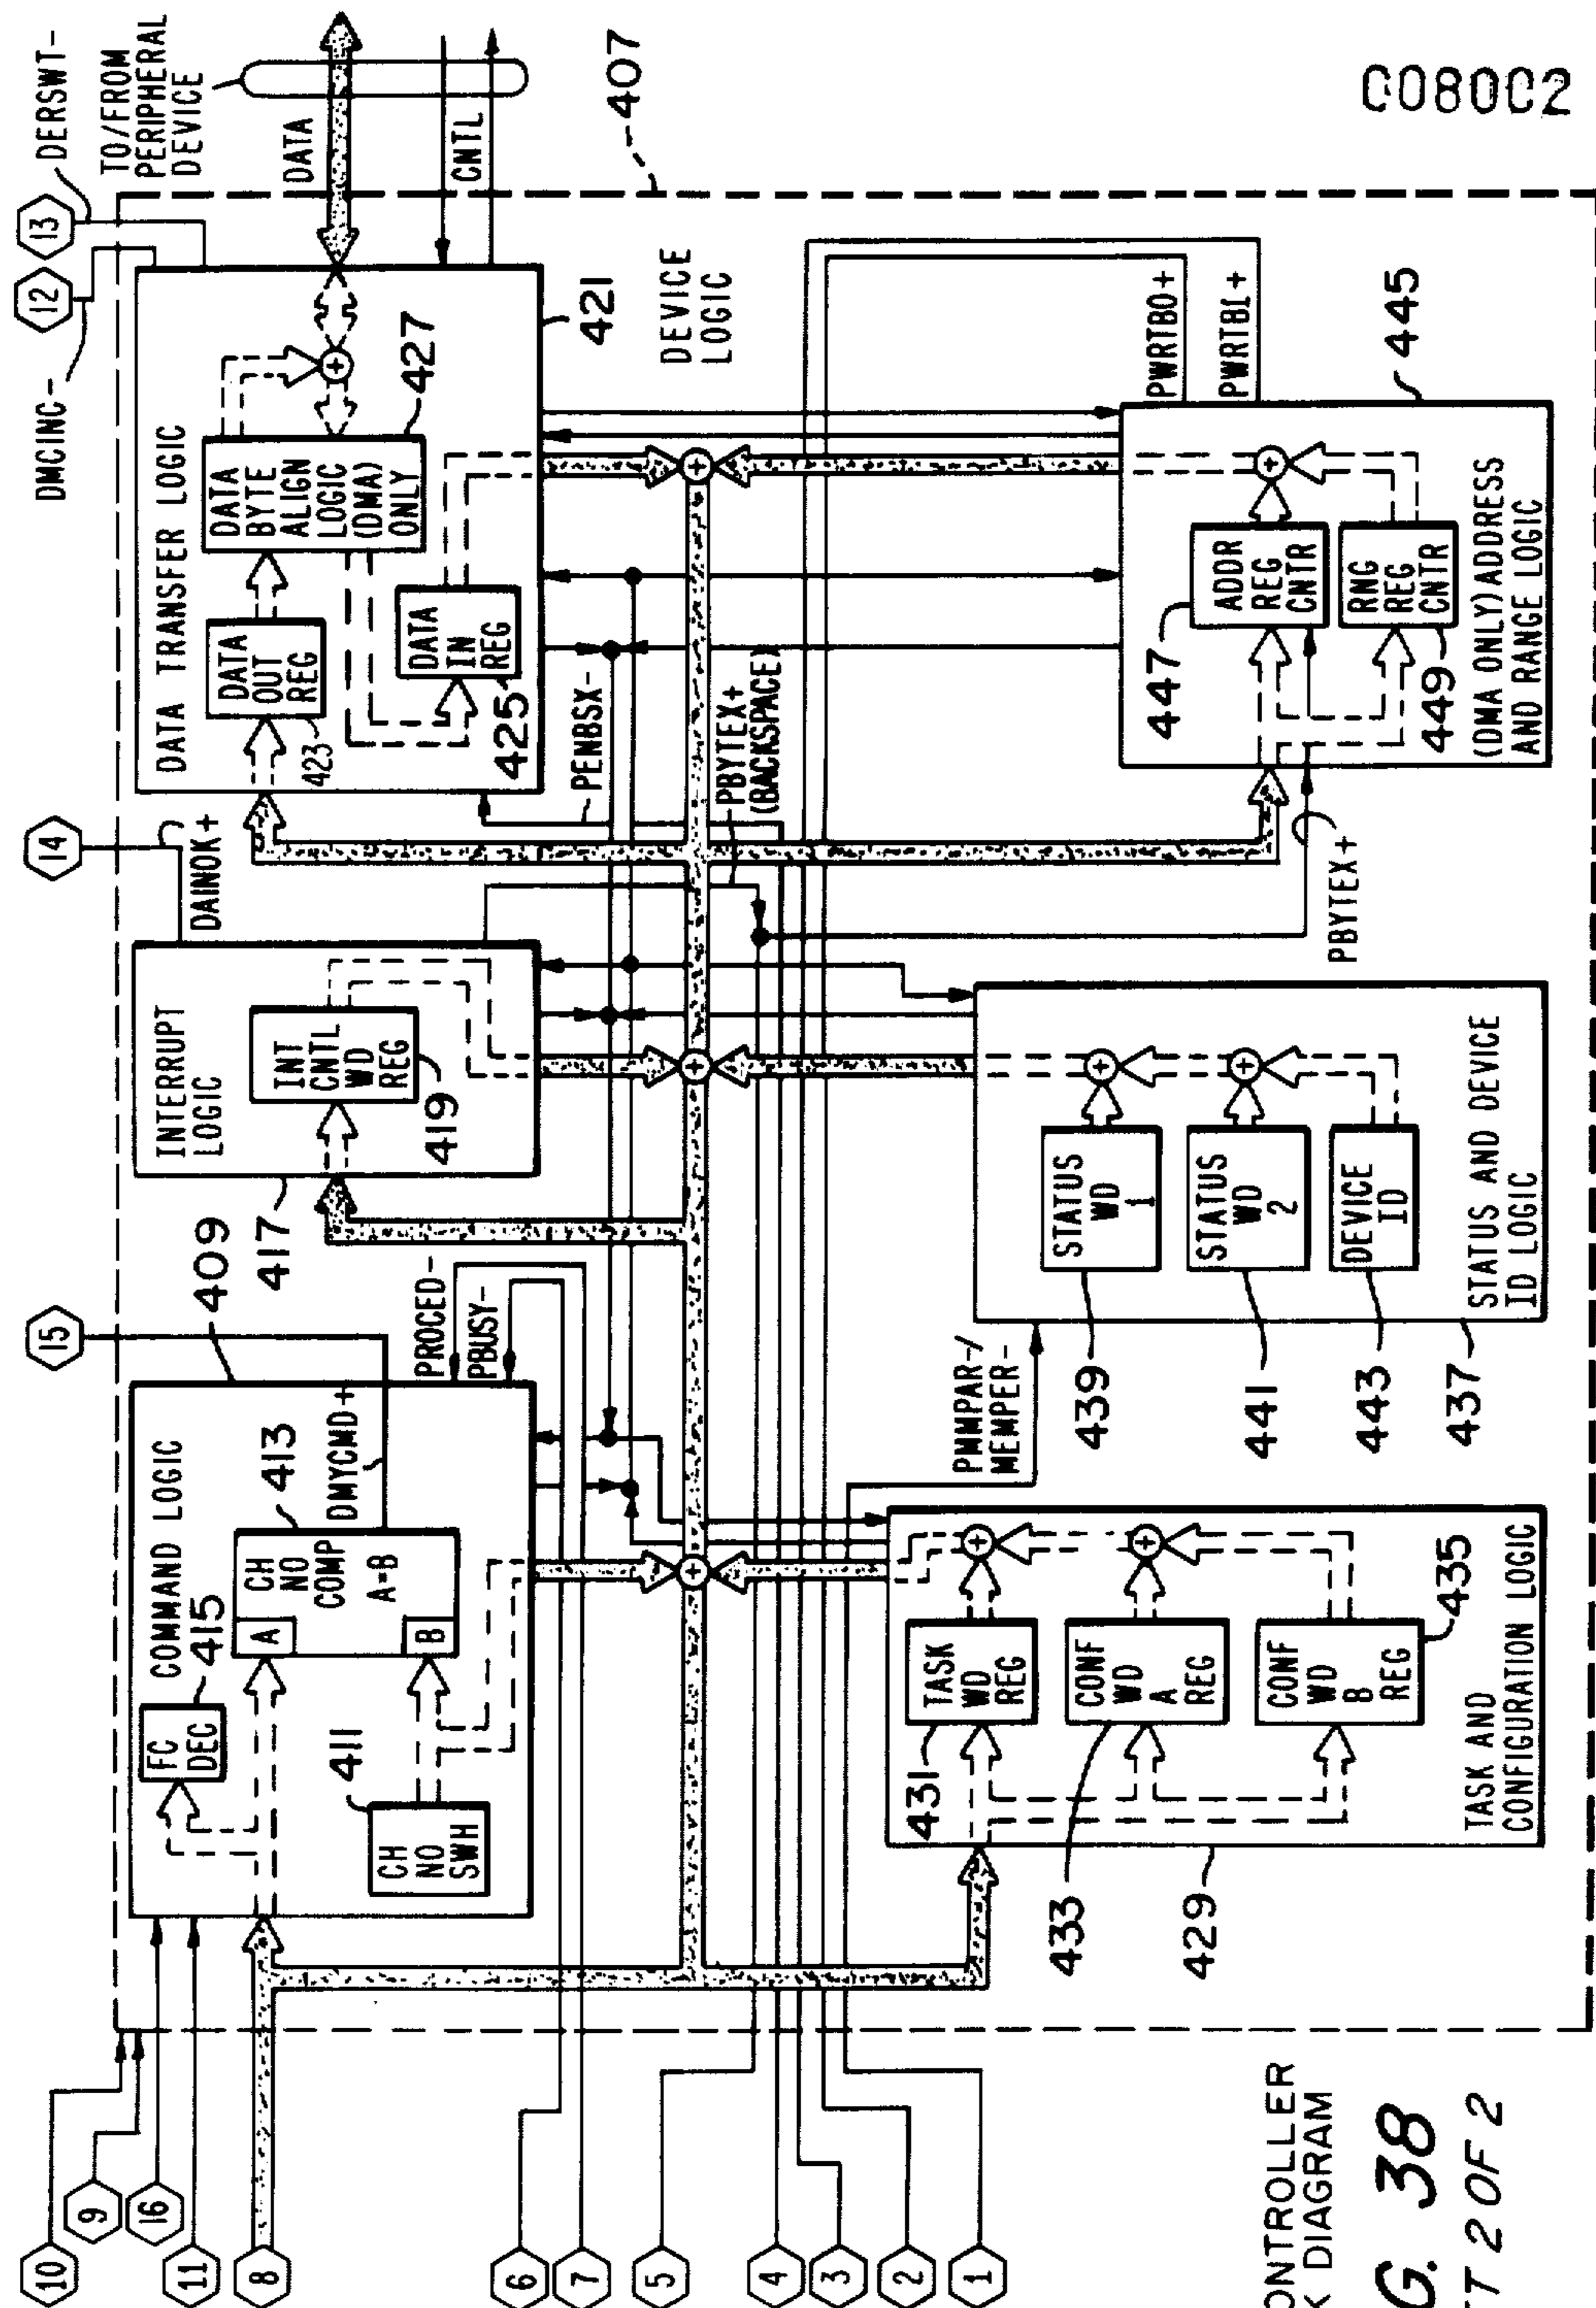 C08002
TO/FROM
PERIPHERAL
DEVICE
DERSWT-
DMCINC-
13
12
14
15
DATA
CNTL
407
DATA TRANSFER LOGIC
DATA
OUT
REG
423
DATA
BYTE
ALIGN
LOGIC
(DMA)
ONLY
427
DATA
IN
REG
425
421
DEVICE
LOGIC
DAINOK+
INTERRUPT
LOGIC
INT
CNTL
WD
REG
419
417
PENBSX-
PBYTEX+
(BACKSPACE)
409
COMMAND LOGIC
FC
DEC
415
CH
NO
COMP
A=B
A
B
413
DMYCMD+
CH
NO
SWH
411
PROCED-
PBUSY-
PWRTB0+
PWRTB1+
445
ADDR
REG
CNTR
447
RNG
REG
CNTR
449
(DMA ONLY) ADDRESS
AND RANGE LOGIC
PBYTEX+
STATUS
WD
1
439
STATUS
WD
2
441
DEVICE
ID
443
437
STATUS AND DEVICE
ID LOGIC
PMMPAR-/
MEMPER-
TASK
WD
REG
431
CONF
WD
A
REG
433
CONF
WD
B
REG
435
429
TASK AND
CONFIGURATION LOGIC
10
9
16
11
8
6
7
5
4
3
2
1
ONTROLLER
K DIAGRAM
G. 38
T 2 OF 2